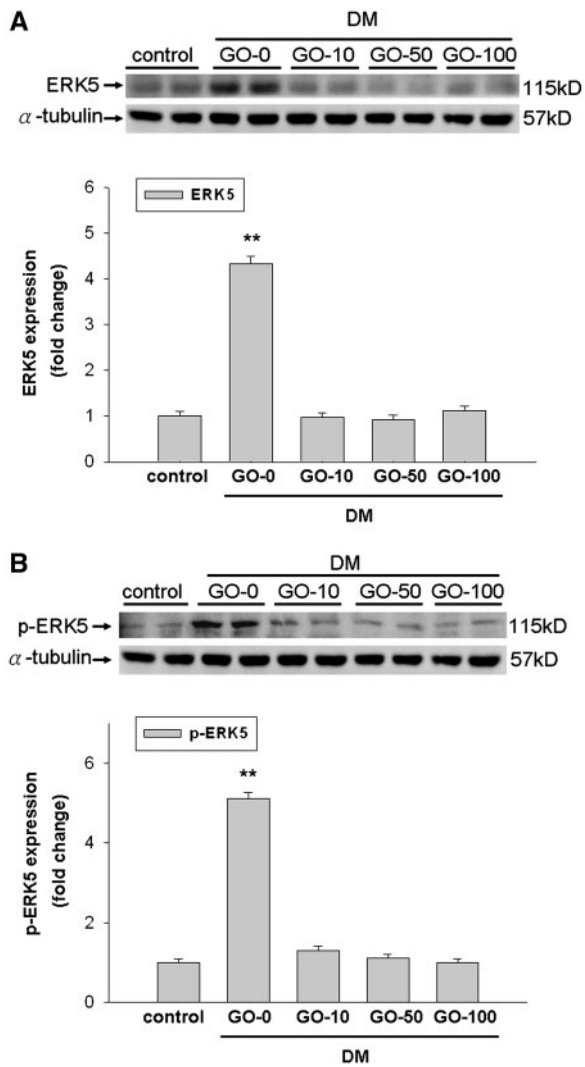 A
DM
control GO-0 GO-10 GO-50 GO-100
ERK5 115kD
α-tubulin 57kD
6
5
4
3
2
1
0
ERK5 expression
(fold change)
ERK5
**
control GO-0 GO-10 GO-50 GO-100
DM
B
DM
control GO-0 GO-10 GO-50 GO-100
p-ERK5 115kD
α-tubulin 57kD
6
4
2
0
p-ERK5 expression
(fold change)
p-ERK5
**
control GO-0 GO-10 GO-50 GO-100
DM